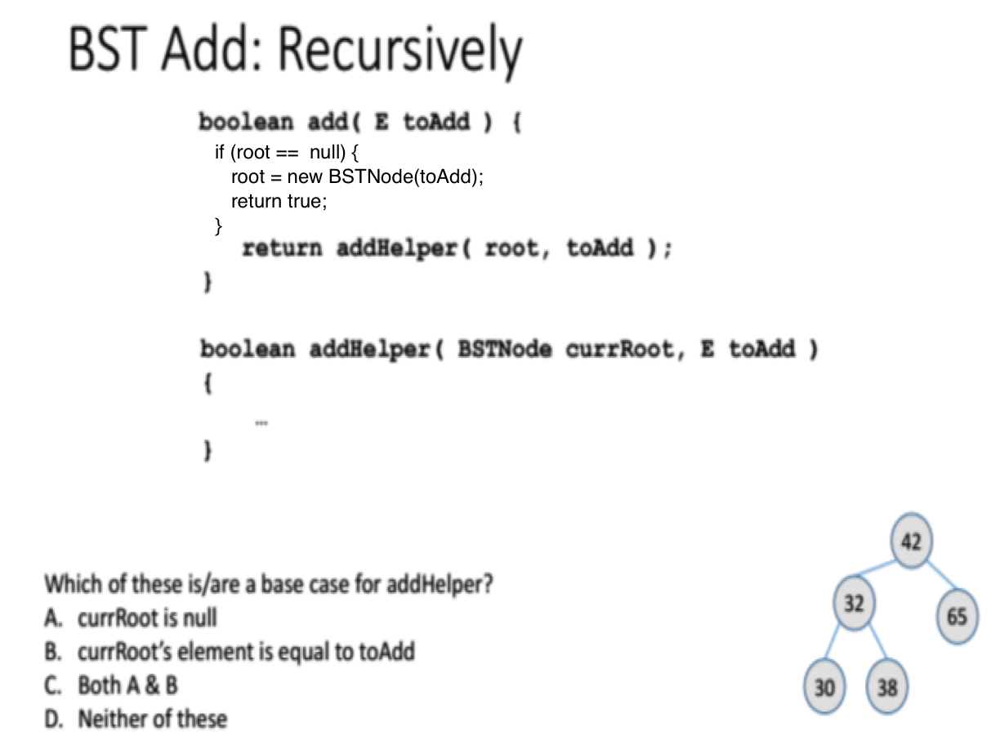 BST Add: Recursively
boolean add( E toAdd ) {
if (root == null) {
root = new BSTNode(toAdd);
return true;
}
return addHelper( root, toAdd );
}
boolean addHelper( BSTNode currRoot, E toAdd )
{
…
}
Which of these is/are a base case for addHelper?
A. currRoot is null
B. currRoot’s element is equal to toAdd
C. Both A & B
D. Neither of these
42
32
65
30
38